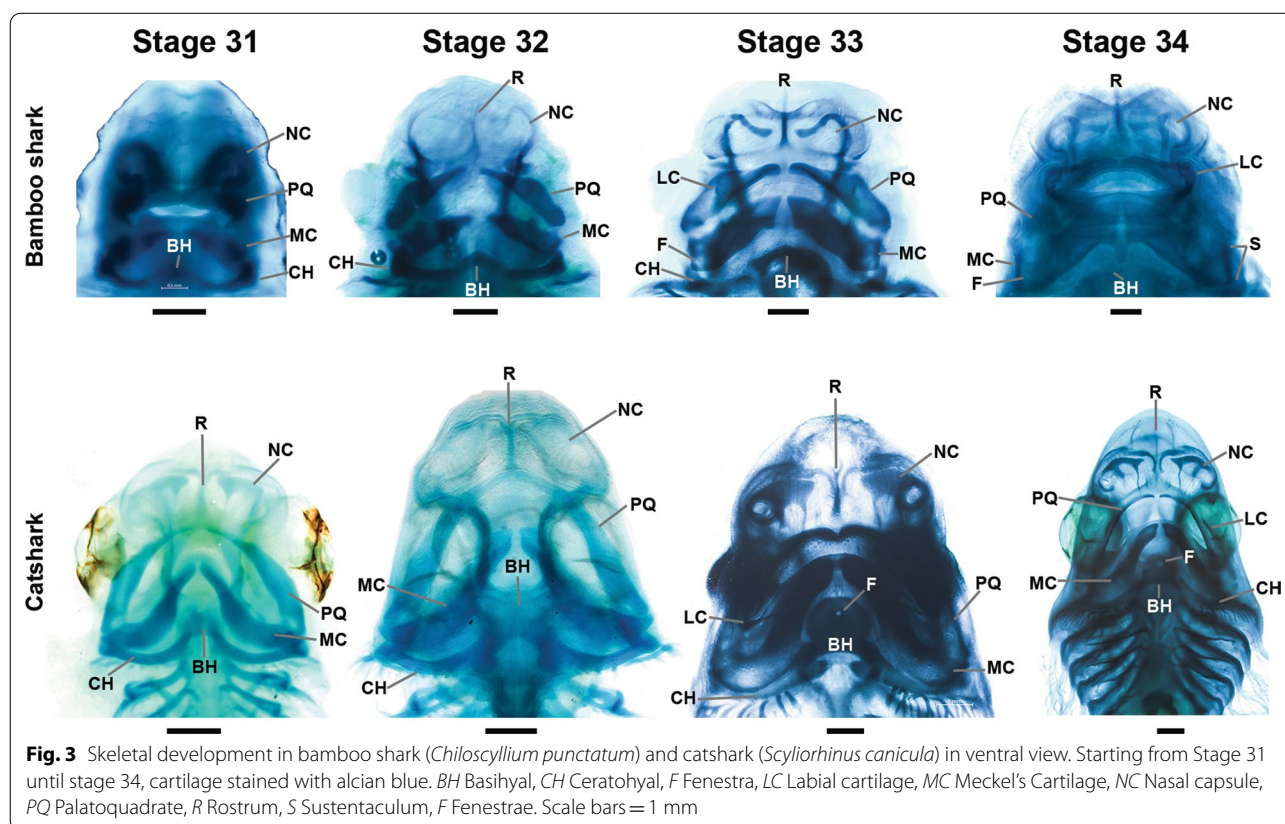 Stage 31 Stage 32 Stage 33 Stage 34
Bamboo shark
NC
PQ
MC
BH
CH
0.5 mm
R
NC
PQ
MC
CH
BH
R
NC
LC
PQ
F
MC
CH
BH
R
NC
LC
PQ
S
MC
F
BH
Catshark
R
NC
PQ
MC
BH
CH
R
NC
PQ
BH
MC
CH
R
NC
PQ
F
LC
BH
MC
CH
R
NC
PQ
LC
F
MC
CH
BH
Fig. 3 Skeletal development in bamboo shark (Chiloscyllium punctatum) and catshark (Scyliorhinus canicula) in ventral view. Starting from Stage 31
until stage 34, cartilage stained with alcian blue. BH Basihyal, CH Ceratohyal, F Fenestra, LC Labial cartilage, MC Meckel's Cartilage, NC Nasal capsule,
PQ Palatoquadrate, R Rostrum, S Sustentaculum, F Fenestrae. Scale bars = 1 mm